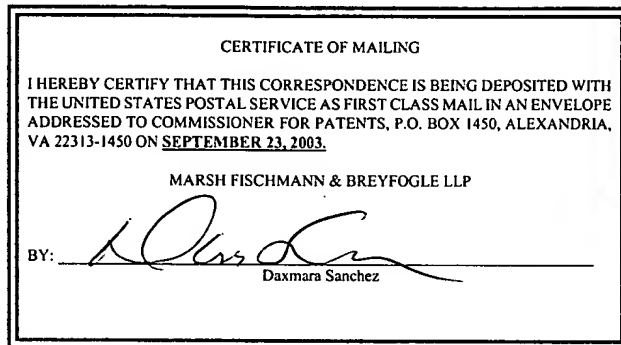 CERTIFICATE OF MAILING
I HEREBY CERTIFY THAT THIS CORRESPONDENCE IS BEING DEPOSITED WITH
THE UNITED STATES POSTAL SERVICE AS FIRST CLASS MAIL IN AN ENVELOPE
ADDRESSED TO COMMISSIONER FOR PATENTS, P.O. BOX 1450, ALEXANDRIA,
VA 22313-1450 ON SEPTEMBER 23, 2003.
MARSH FISCHMANN & BREYFOGLE LLP
BY:
Daxmara Sanchez